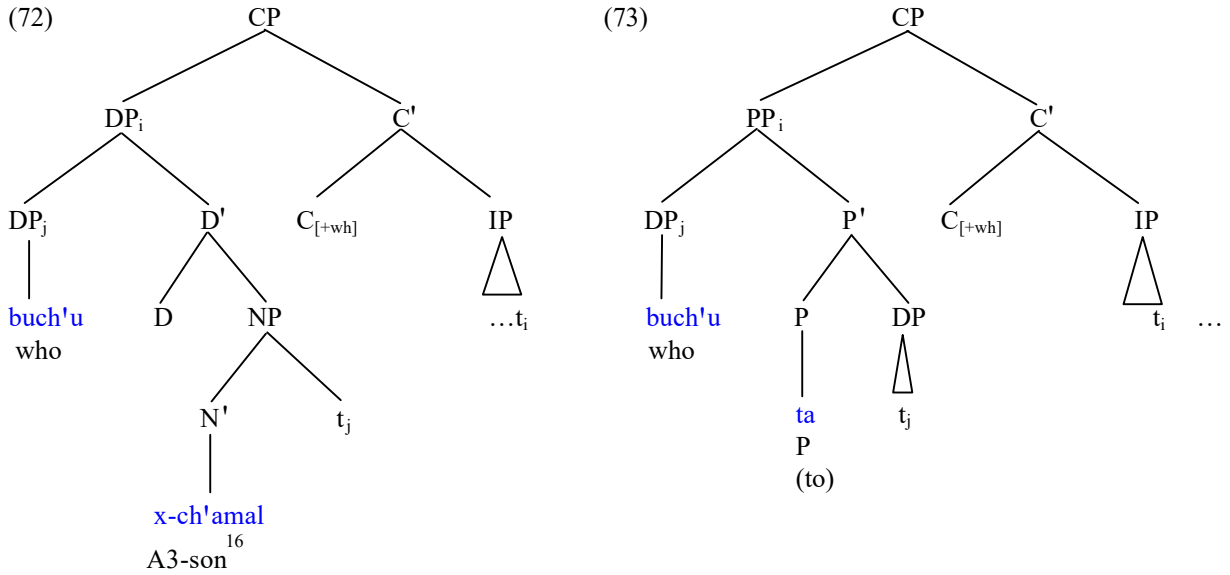 (72) CP (73) CP
DPi C' PPi C'
DPj D' C[+wh] IP DPj P' C[+wh] IP
buch'u D NP …ti buch'u P DP ti …
who who
N' tj ta tj
P
(to)
x-ch'amal
A3-son16